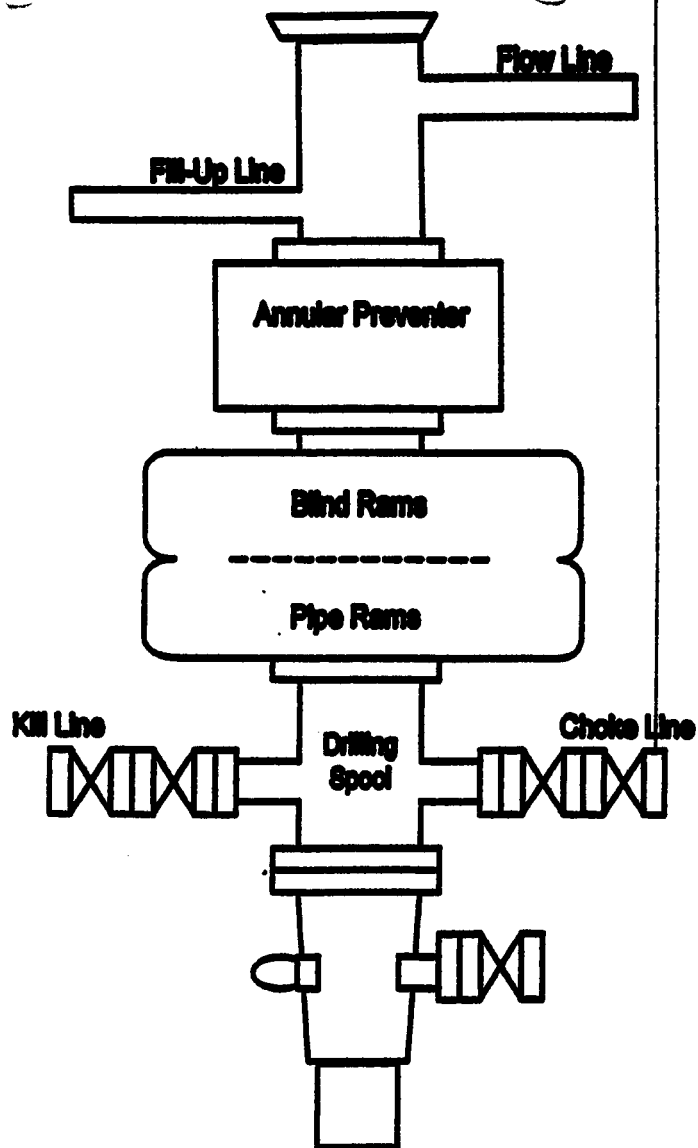 Flow Line
Fill-Up Line
Annular Preventer
Blind Rams
Pipe Rams
Kill Line
Choke Line
Drilling
Spool